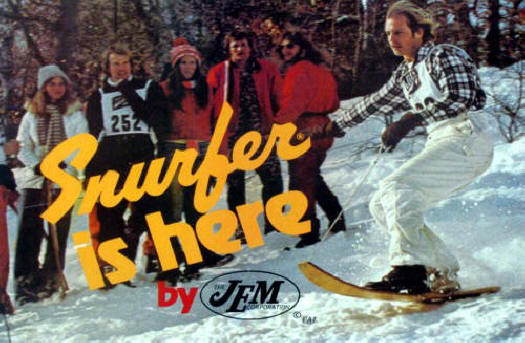 252
Snurfer®
is here
by THE JEM CORPORATION